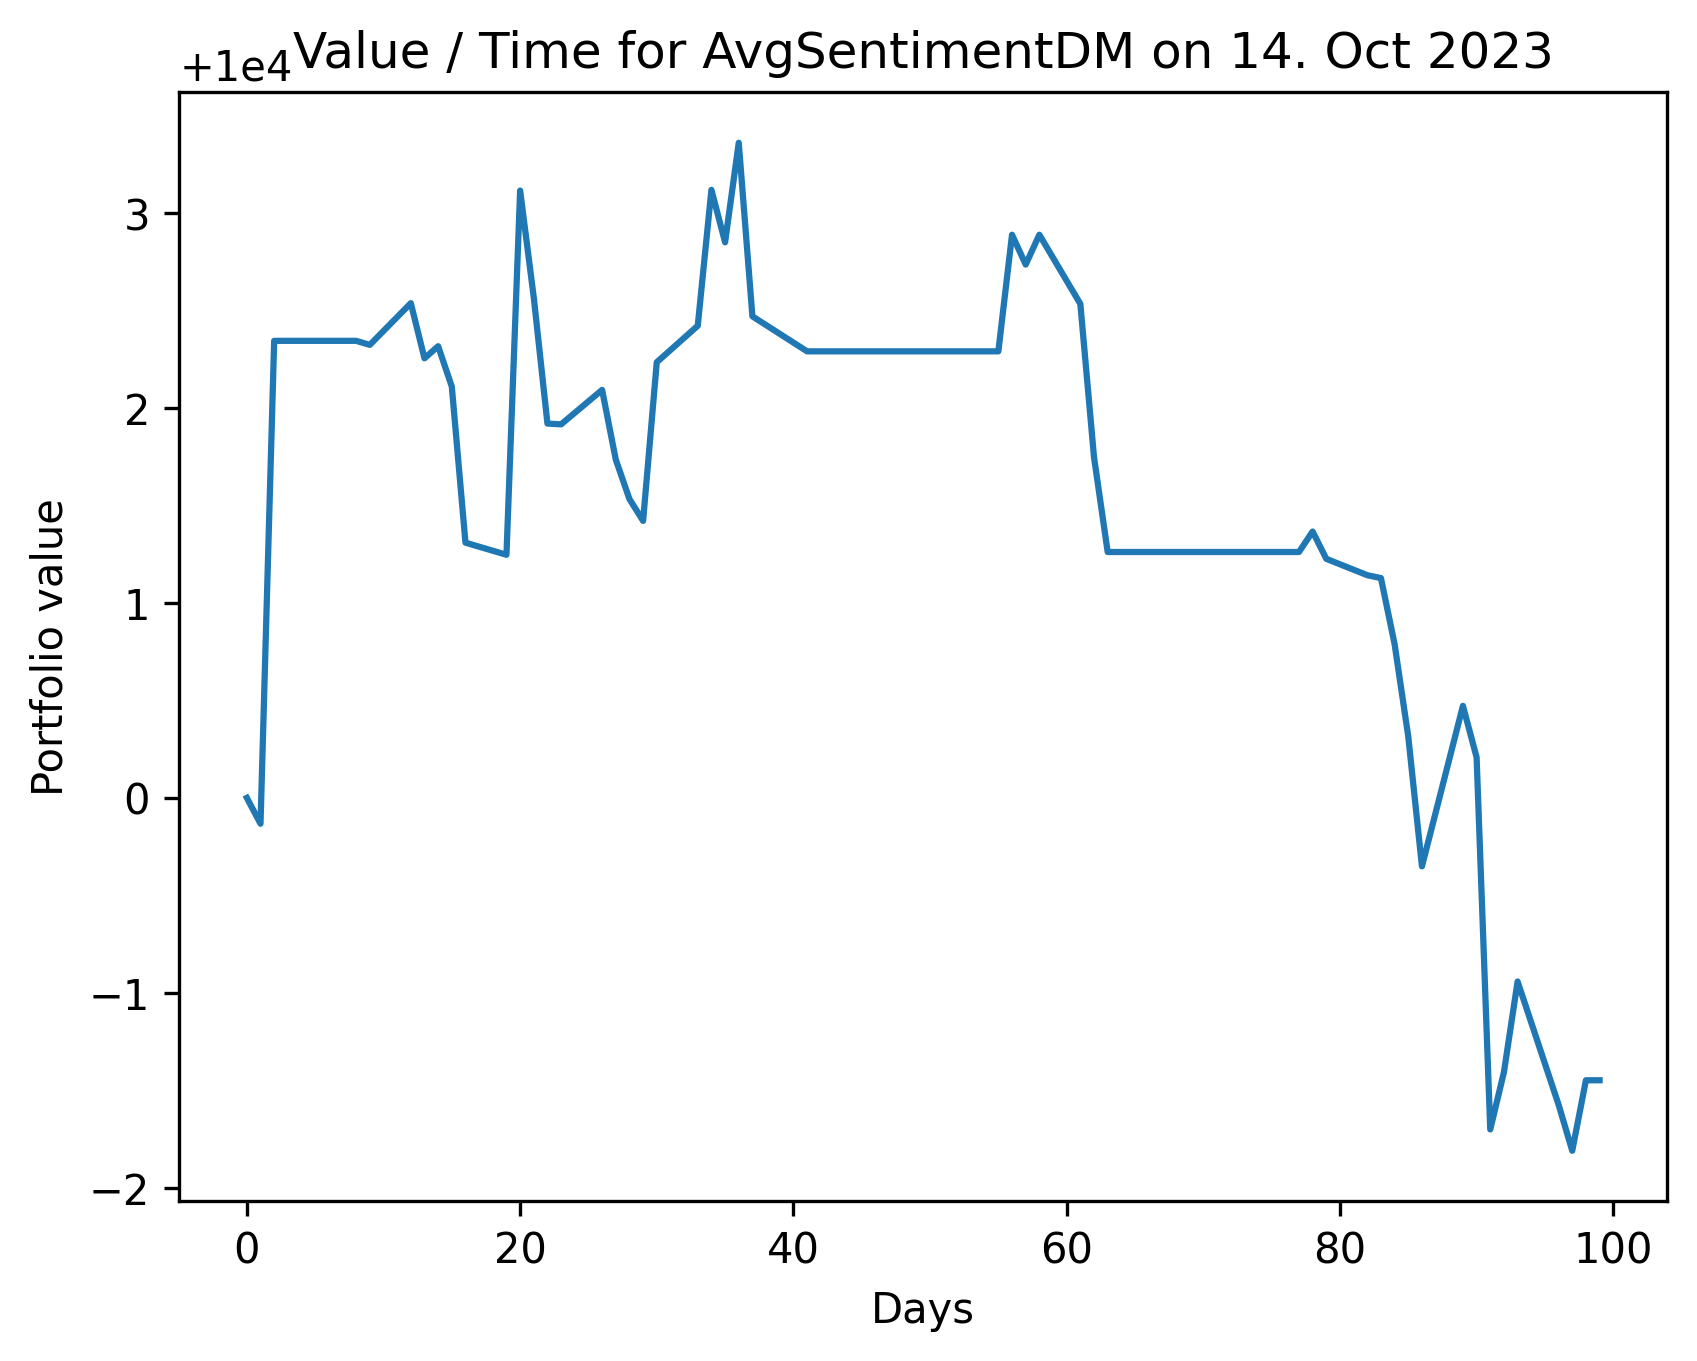 +1e4
Value / Time for AvgSentimentDM on 14. Oct 2023
3
2
1
0
−1
−2
Portfolio value
0 20 40 60 80 100
Days